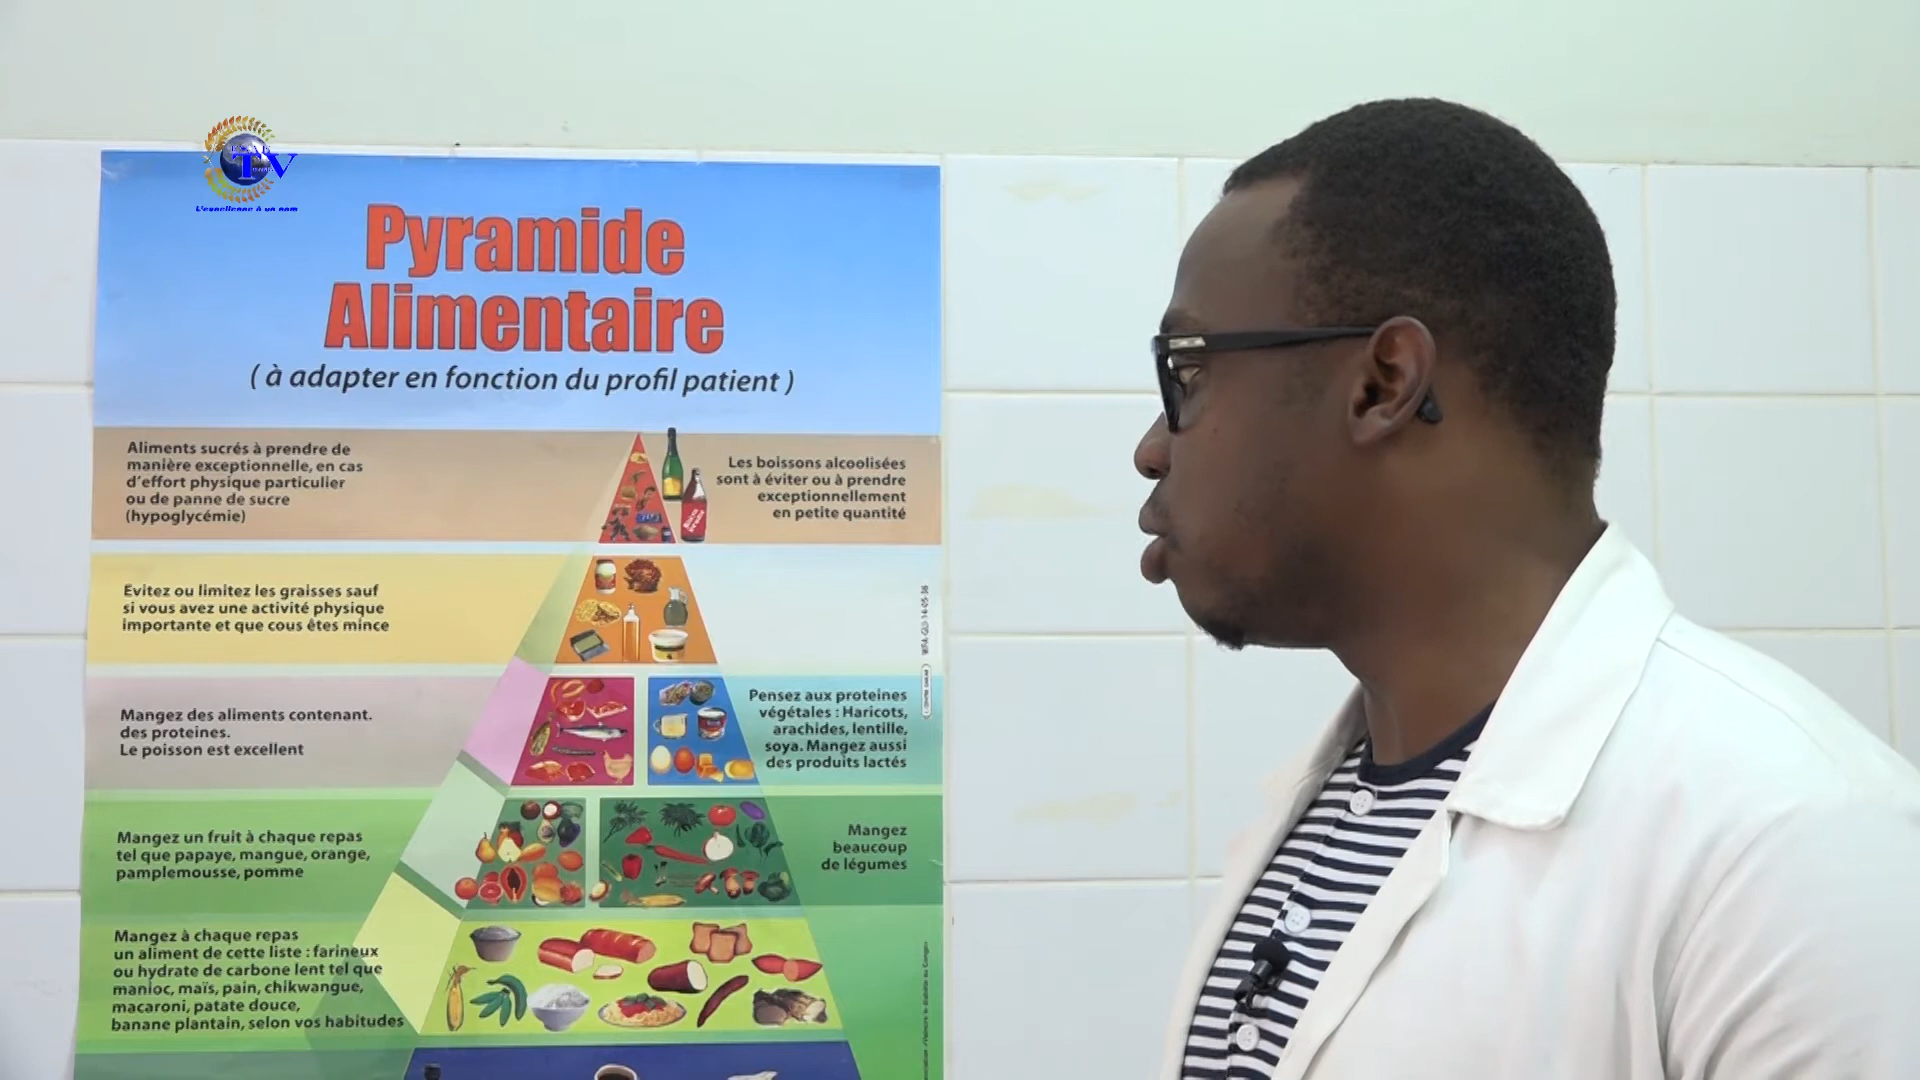 TV
L'excellence à un nom
Pyramide
Alimentaire
( à adapter en fonction du profil patient )
Aliments sucrés à prendre de
manière exceptionnelle, en cas
d'effort physique particulier
ou de panne de sucre
(hypoglycémie)
Les boissons alcoolisées
sont à éviter ou à prendre
exceptionnellement
en petite quantité
Evitez ou limitez les graisses sauf
si vous avez une activité physique
importante et que cous êtes mince
Mangez des aliments contenant.
des proteines.
Le poisson est excellent
Pensez aux proteines
végétales : Haricots,
arachides, lentille,
soya. Mangez aussi
des produits lactés
Mangez un fruit à chaque repas
tel que papaye, mangue, orange,
pamplemousse, pomme
Mangez
beaucoup
de légumes
Mangez à chaque repas
un aliment de cette liste : farineux
ou hydrate de carbone lent tel que
manioc, maïs, pain, chikwangue,
macaroni, patate douce,
banane plantain, selon vos habitudes